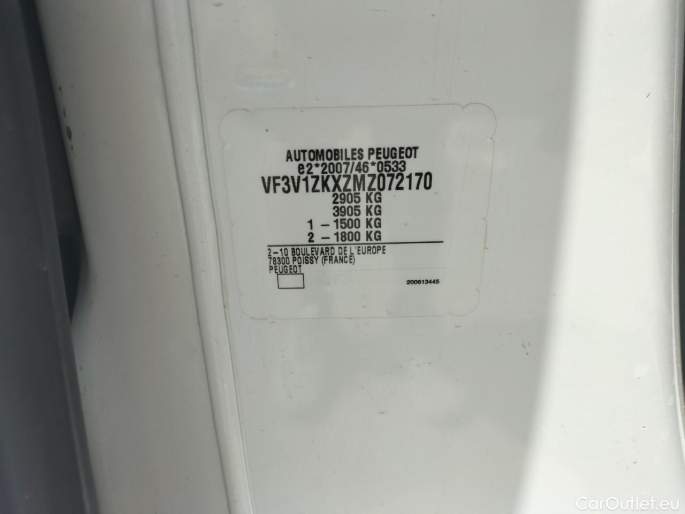 AUTOMOBILES PEUGEOT
e2*2007/46*0533
VF3V1ZKXZMZ072170
2905 KG
3905 KG
1 - 1500 KG
2 - 1800 KG
2-10 BOULEVARD DE L'EUROPE
78300 POISSY (FRANCE)
PEUGEOT
200613445
CarOutlet.eu